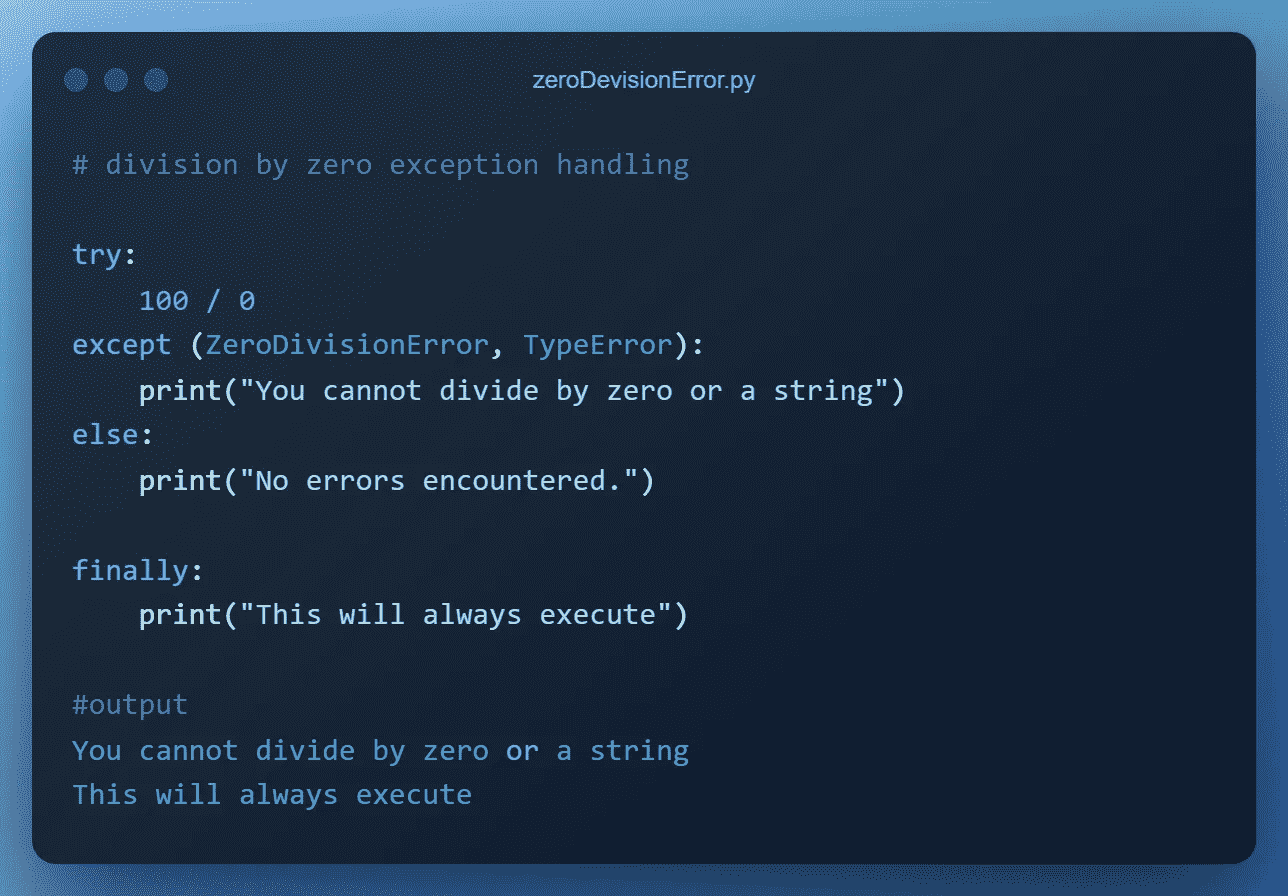 zeroDevisionError.py
# division by zero exception handling
try:
    100 / 0
except (ZeroDivisionError, TypeError):
    print("You cannot divide by zero or a string")
else:
    print("No errors encountered.")
finally:
    print("This will always execute")
#output
You cannot divide by zero or a string
This will always execute